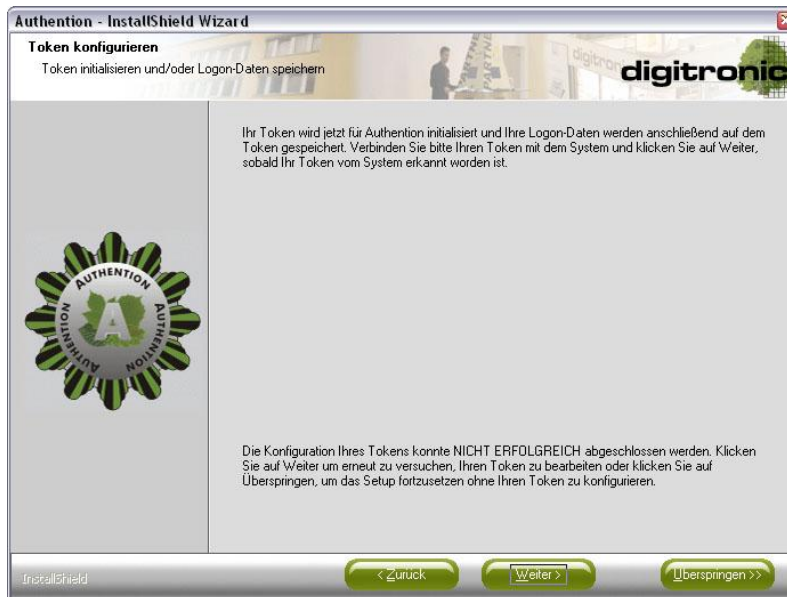 Authention - InstallShield Wizard
Token konfigurieren
Token initialisieren und/oder Logon-Daten speichern
PARTNE
PARTNER
digitronic
digitronic
Ihr Token wird jetzt für Authention initialisiert und Ihre Logon-Daten werden anschließend auf dem
Token gespeichert. Verbinden Sie bitte Ihren Token mit dem System und klicken Sie auf Weiter,
sobald Ihr Token vom System erkannt worden ist.
AUTHENTION
AUTHENTION
AUTHENTION
A
Die Konfiguration Ihres Tokens konnte NICHT ERFOLGREICH abgeschlossen werden. Klicken
Sie auf Weiter um erneut zu versuchen, Ihren Token zu bearbeiten oder klicken Sie auf
Überspringen, um das Setup fortzusetzen ohne Ihren Token zu konfigurieren.
InstallShield
< Zurück
Weiter >
Überspringen >>